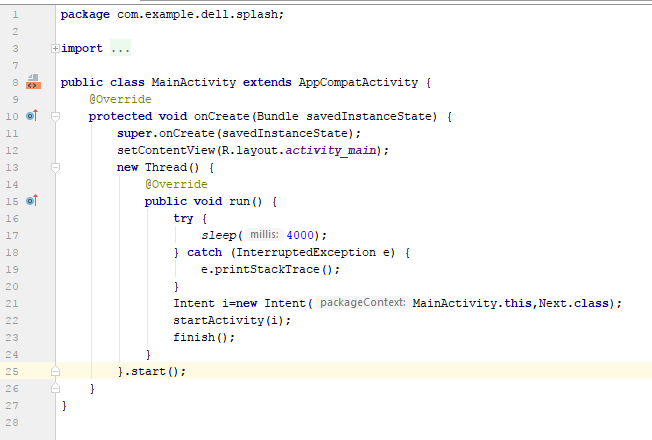 1 package com.example.dell.splash;
2
3 import ...
7
8 public class MainActivity extends AppCompatActivity {
9 @Override
10 protected void onCreate(Bundle savedInstanceState) {
11 super.onCreate(savedInstanceState);
12 setContentView(R.layout.activity_main);
13 new Thread() {
14 @Override
15 public void run() {
16 try {
17 sleep( millis: 4000);
18 } catch (InterruptedException e) {
19 e.printStackTrace();
20 }
21 Intent i=new Intent( packageContext: MainActivity.this,Next.class);
22 startActivity(i);
23 finish();
24 }
25 }.start();
26 }
27 }
28